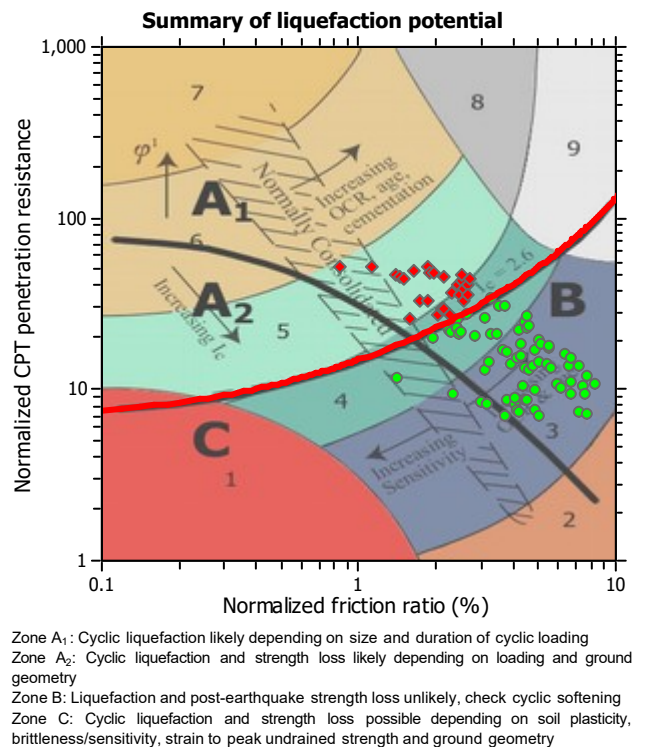 Summary of liquefaction potential
1,000
7
8
9
φ'
A1
Increasing
OCR, age,
cementation
Normally Consolidated
100
6
A2
Increasing Ic
Ic = 2.6
B
5
4
10
C
1
Increasing
Sensitivity
3
2
1
0.1
1
10
Normalized CPT penetration resistance
Normalized friction ratio (%)
Zone A1: Cyclic liquefaction likely depending on size and duration of cyclic loading
Zone A2: Cyclic liquefaction and strength loss likely depending on loading and ground
geometry
Zone B: Liquefaction and post-earthquake strength loss unlikely, check cyclic softening
Zone C: Cyclic liquefaction and strength loss possible depending on soil plasticity,
brittleness/sensitivity, strain to peak undrained strength and ground geometry